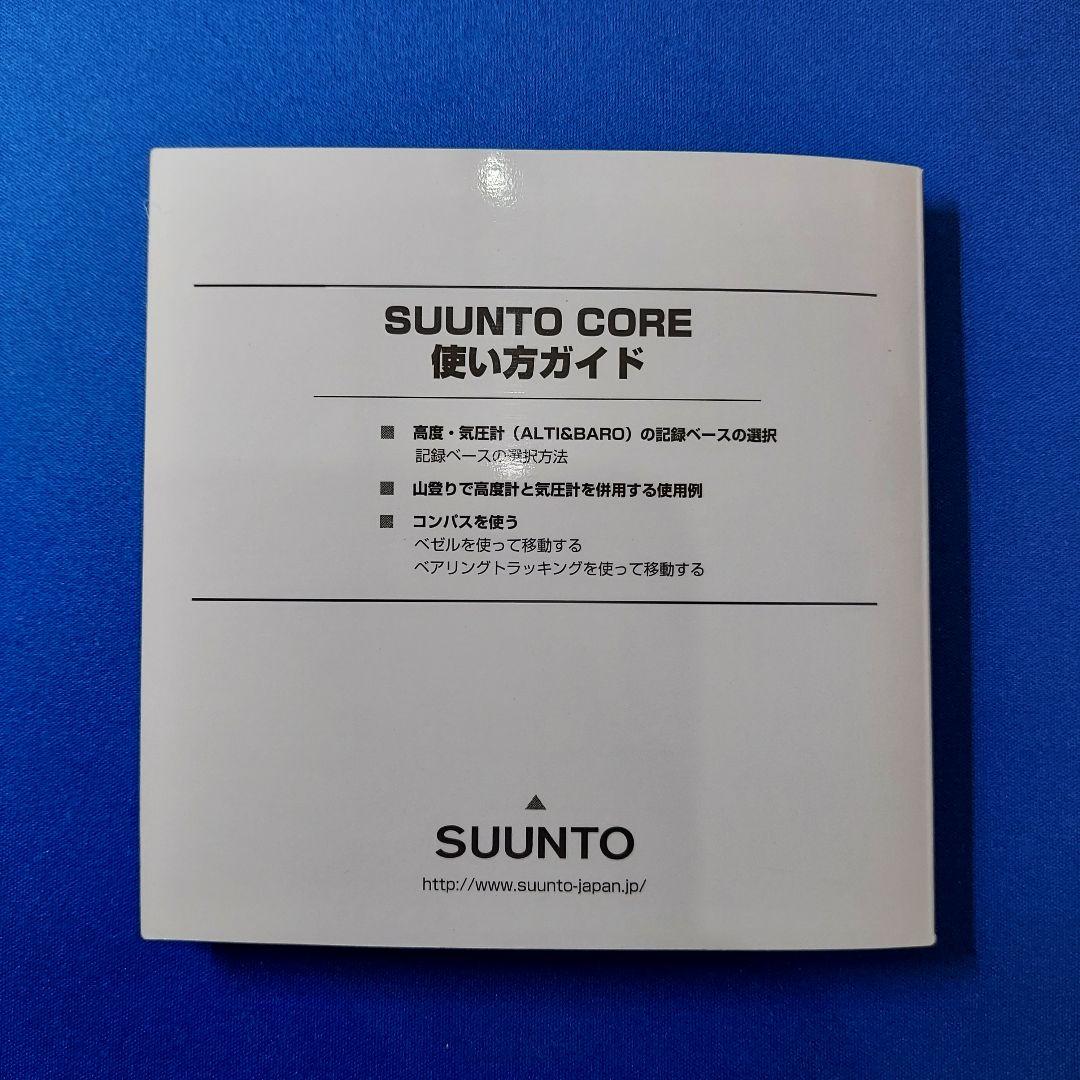 SUUNTO CORE
使い方ガイド
高度・気圧計（ALTI&BARO）の記録ベースの選択
記録ベースの選択方法
山登りで高度計と気圧計を併用する使用例
コンパスを使う
ベゼルを使って移動する
ベアリングトラッキングを使って移動する
SUUNTO
http://www.suunto-japan.jp/